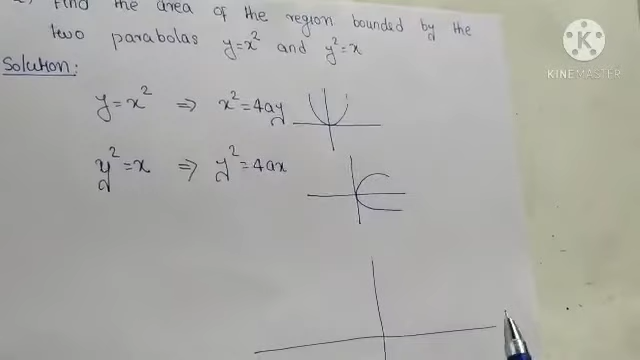 Find the area of the region bounded by the
two parabolas y=x² and y²=x
Solution:
y=x² ⇒ x²=4ay
y²=x ⇒ y²=4ax
K
KINEMASTER